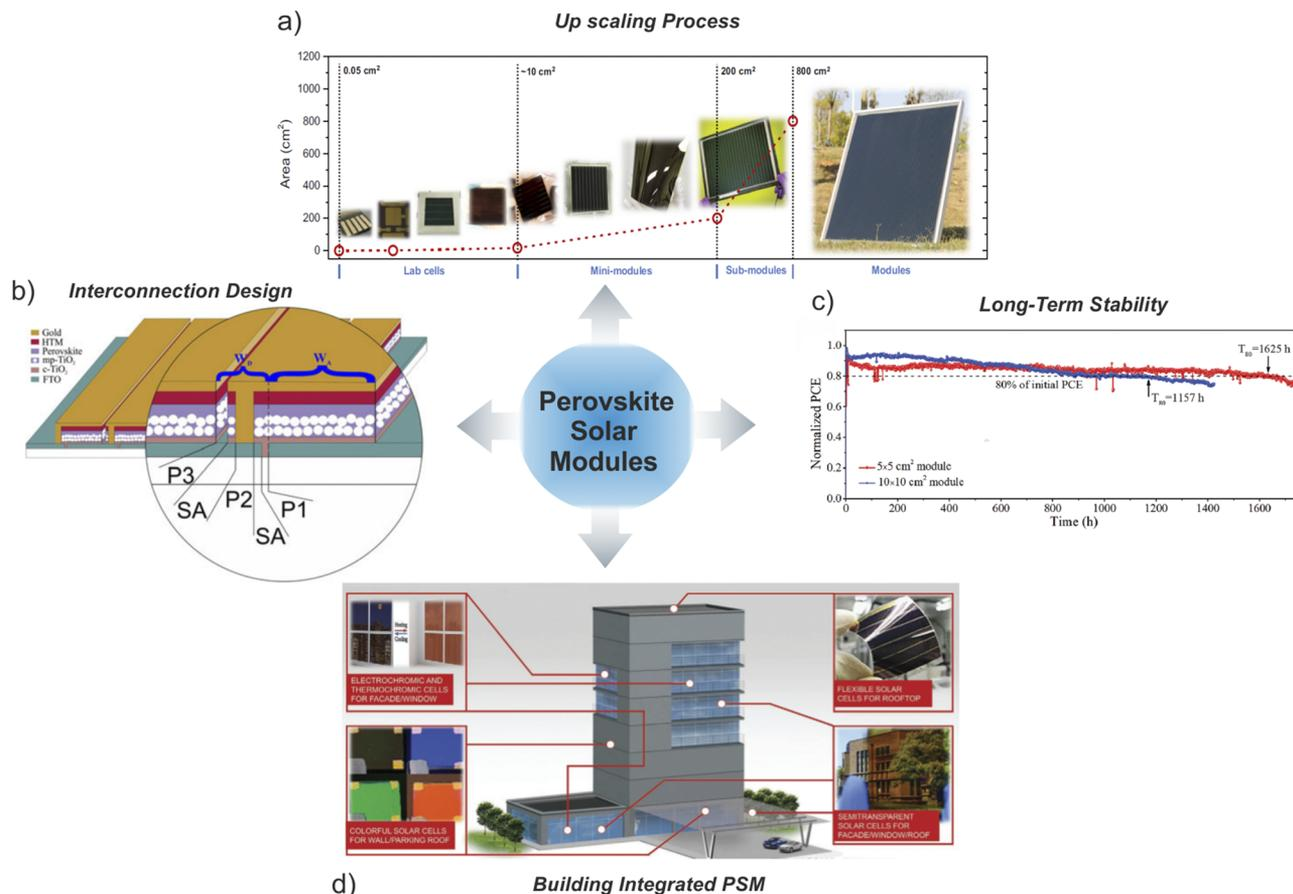 a)
Up scaling Process
1200
1000
800
600
400
200
0
Area (cm²)
0.05 cm²
~10 cm²
200 cm²
800 cm²
Lab cells
Mini-modules
Sub-modules
Modules
b)
Interconnection Design
Gold
HTM
Perovskite
mp-TiO₂
c-TiO₂
FTO
W_D
W_A
P3
SA
P2
SA
P1
Perovskite
Solar
Modules
c)
Long-Term Stability
1.0
0.8
0.6
0.4
0.2
0.0
Normalized PCE
T₈₀=1625 h
80% of initial PCE
T₈₀=1157 h
5×5 cm² module
10×10 cm² module
0
200
400
600
800
1000
1200
1400
1600
Time (h)
Heating
Cooling
ELECTROCHROMIC AND
THERMOCHROMIC CELLS
FOR FACADE/WINDOW
FLEXIBLE SOLAR
CELLS FOR ROOFTOP
COLORFUL SOLAR CELLS
FOR WALL/PARKING ROOF
SEMITRANSPARENT
SOLAR CELLS FOR
FACADE/WINDOW/ROOF
d)
Building Integrated PSM